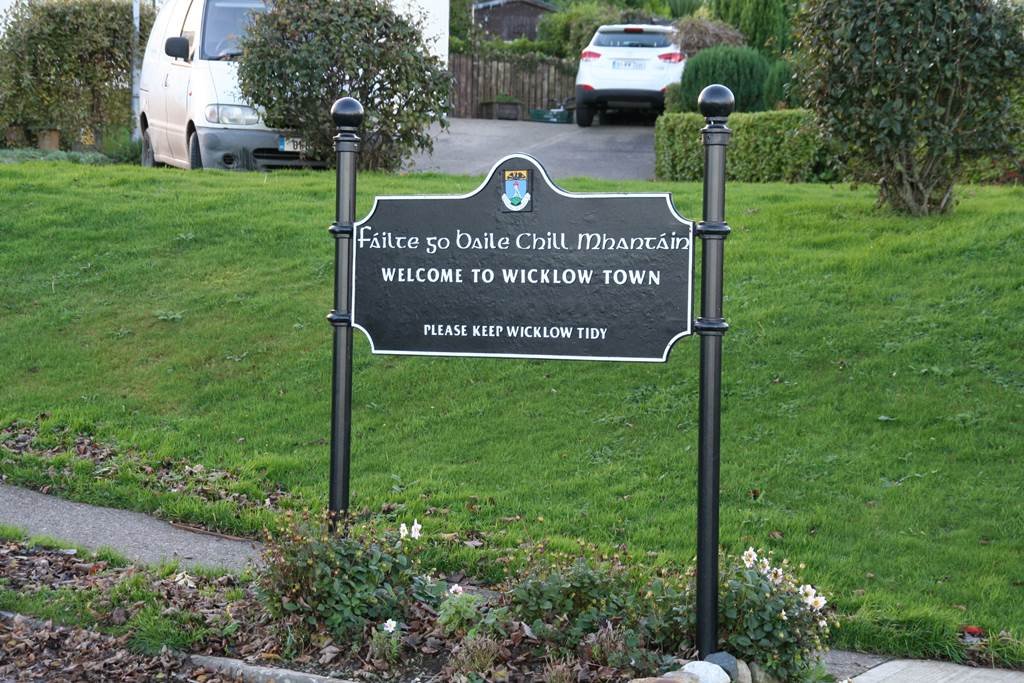 Fáilte go baile Chill Mhantáin
WELCOME TO WICKLOW TOWN
PLEASE KEEP WICKLOW TIDY